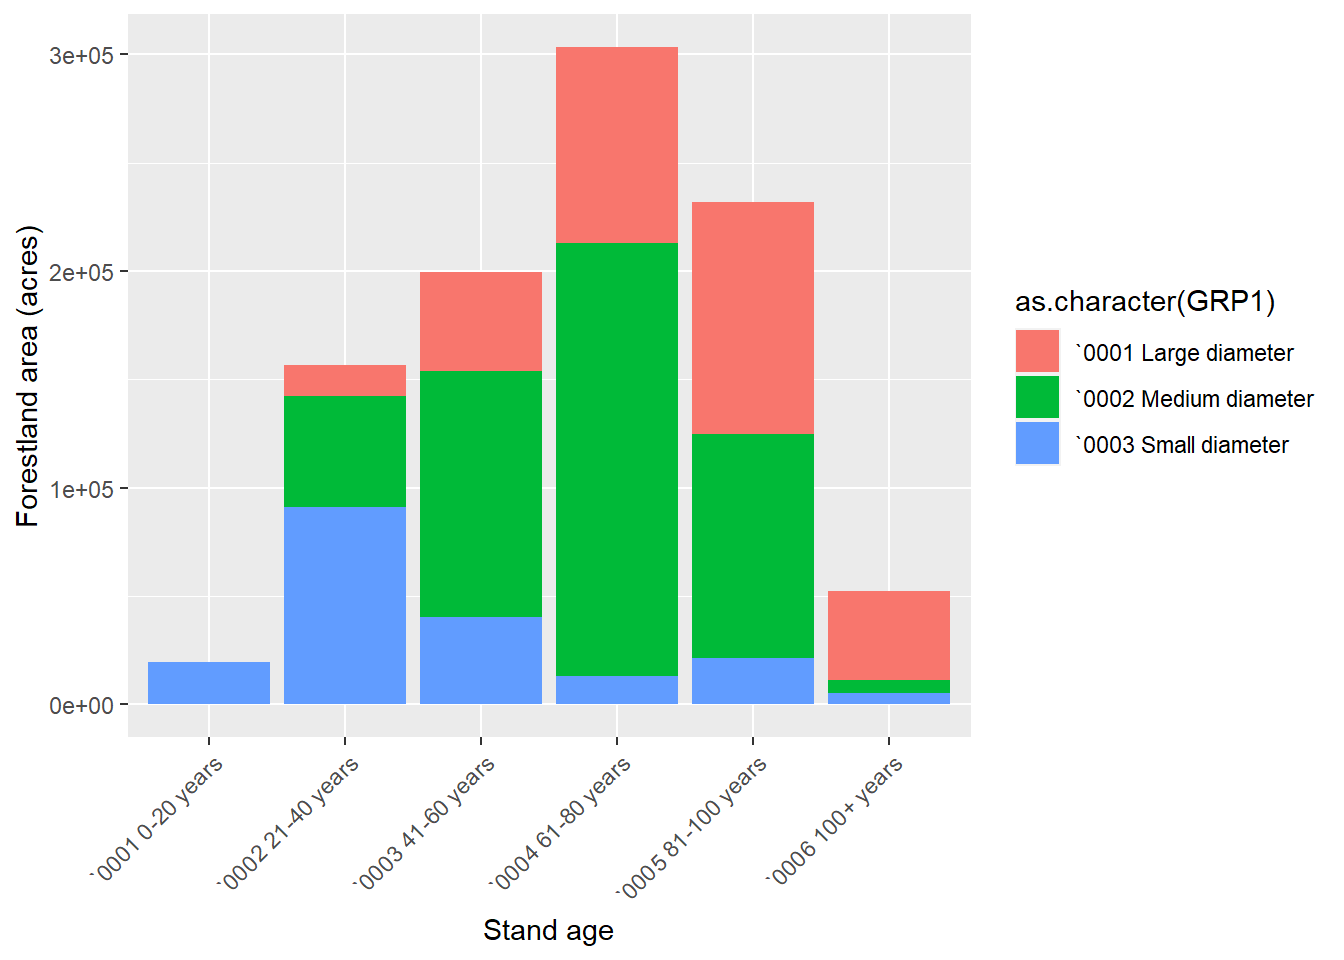 Forestland area (acres)
3e+05
2e+05
1e+05
0e+00
`0001 0-20 years
`0002 21-40 years
`0003 41-60 years
`0004 61-80 years
`0005 81-100 years
`0006 100+ years
Stand age
as.character(GRP1)
`0001 Large diameter
`0002 Medium diameter
`0003 Small diameter